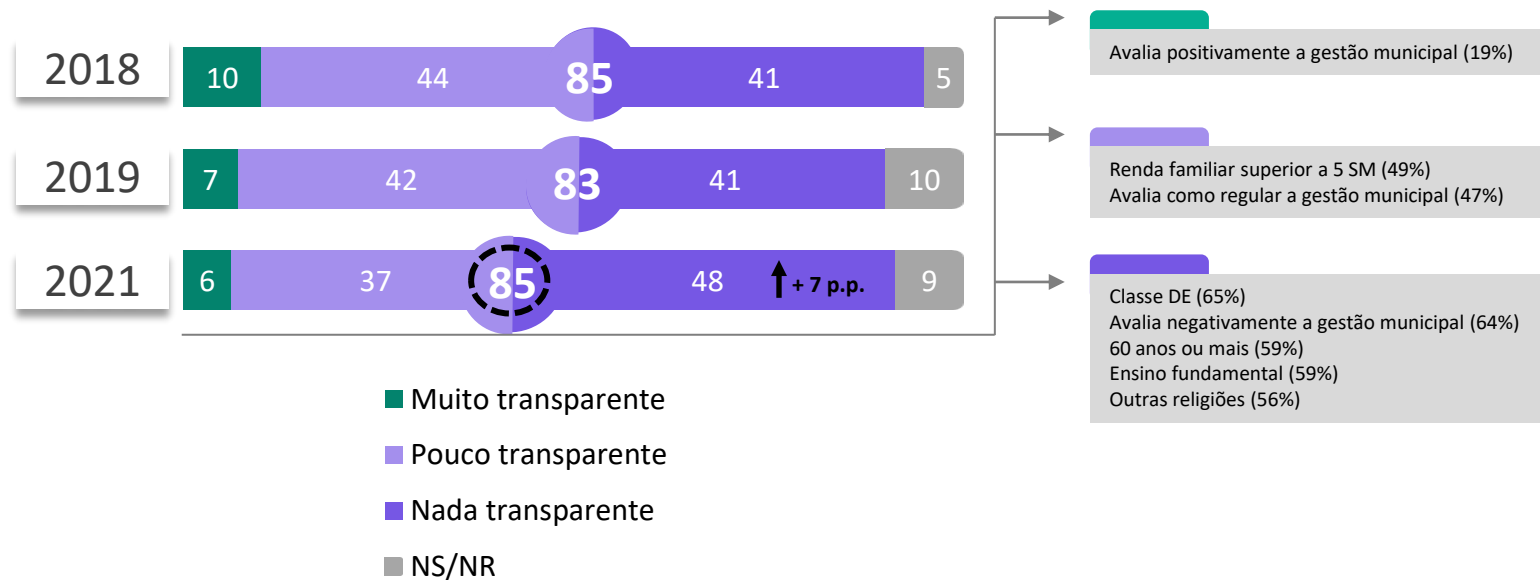 2018
10 44 85 41 5
2019
7 42 83 41 10
2021
6 37 85 48 + 7 p.p. 9
Muito transparente
Pouco transparente
Nada transparente
NS/NR
Avalia positivamente a gestão municipal (19%)
Renda familiar superior a 5 SM (49%)
Avalia como regular a gestão municipal (47%)
Classe DE (65%)
Avalia negativamente a gestão municipal (64%)
60 anos ou mais (59%)
Ensino fundamental (59%)
Outras religiões (56%)